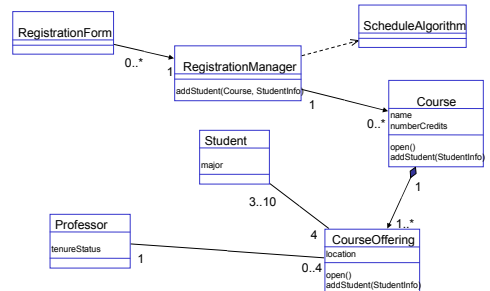 RegistrationForm
0..*
1
ScheduleAlgorithm
RegistrationManager
addStudent(Course, StudentInfo)
1
0..*
Course
name
numberCredits
open()
addStudent(StudentInfo)
1
1..*
Student
major
3..10
4
Professor
tenureStatus
1
0..4
CourseOffering
location
open()
addStudent(StudentInfo)